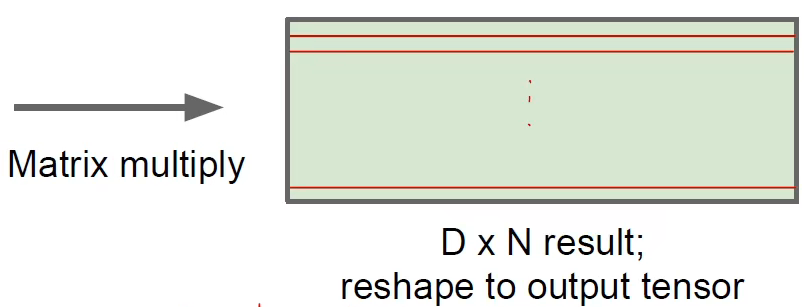 Matrix multiply
D x N result;
reshape to output tensor